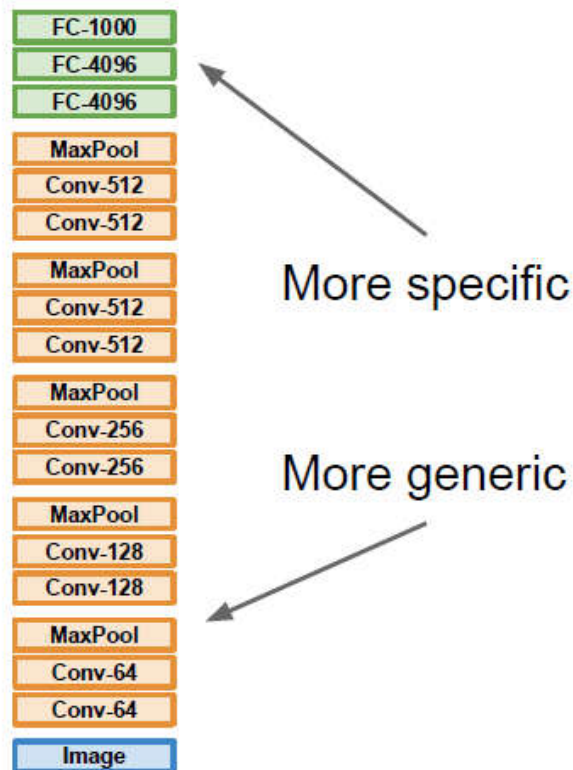 FC-1000
FC-4096
FC-4096
MaxPool
Conv-512
Conv-512
MaxPool
Conv-512
Conv-512
MaxPool
Conv-256
Conv-256
MaxPool
Conv-128
Conv-128
MaxPool
Conv-64
Conv-64
Image
More specific
More generic